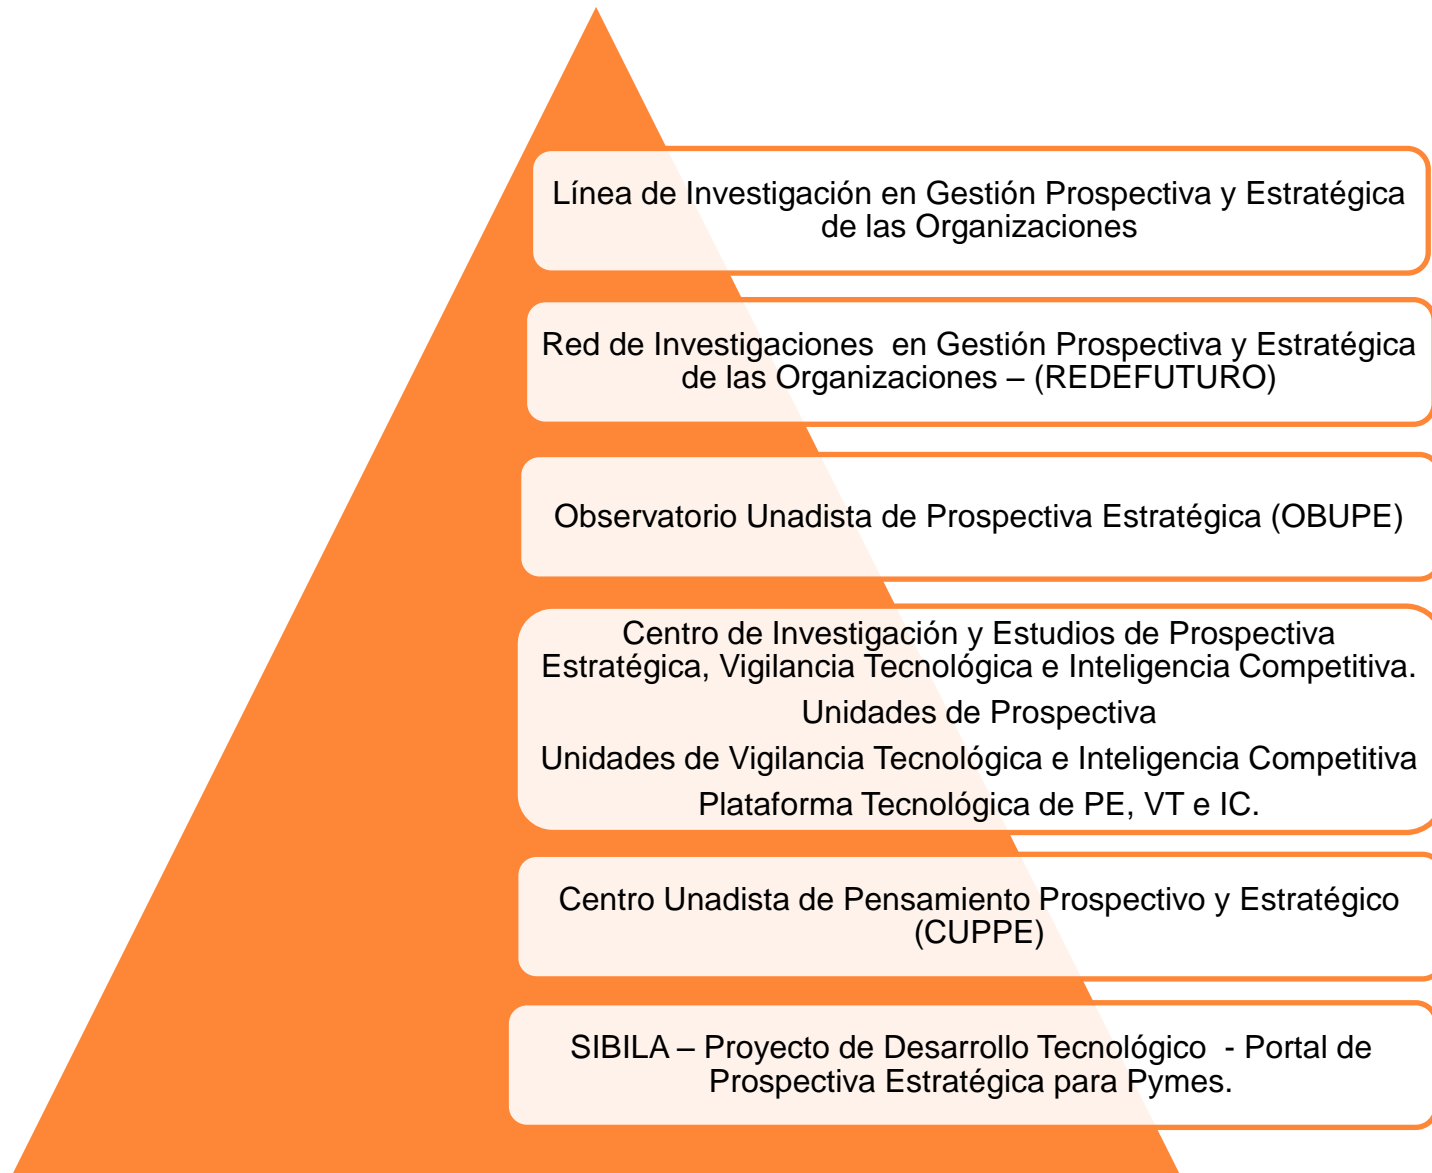 Línea de Investigación en Gestión Prospectiva y Estratégica
de las Organizaciones
Red de Investigaciones  en Gestión Prospectiva y Estratégica
de las Organizaciones – (REDEFUTURO)
Observatorio Unadista de Prospectiva Estratégica (OBUPE)
Centro de Investigación y Estudios de Prospectiva
Estratégica, Vigilancia Tecnológica e Inteligencia Competitiva.
Unidades de Prospectiva
Unidades de Vigilancia Tecnológica e Inteligencia Competitiva
Plataforma Tecnológica de PE, VT e IC.
Centro Unadista de Pensamiento Prospectivo y Estratégico
(CUPPE)
SIBILA – Proyecto de Desarrollo Tecnológico  - Portal de
Prospectiva Estratégica para Pymes.